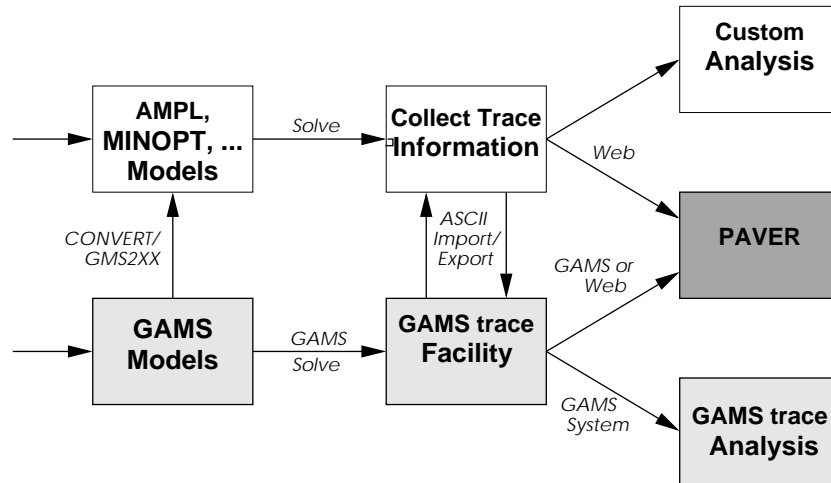 Custom
Analysis
AMPL,
MINOPT, ...
Models
Solve
Collect Trace
Information
Web
CONVERT/
GMS2XX
ASCII
Import/
Export
PAVER
GAMS or
Web
GAMS
Models
GAMS
Solve
GAMS trace
Facility
GAMS
System
GAMS trace
Analysis